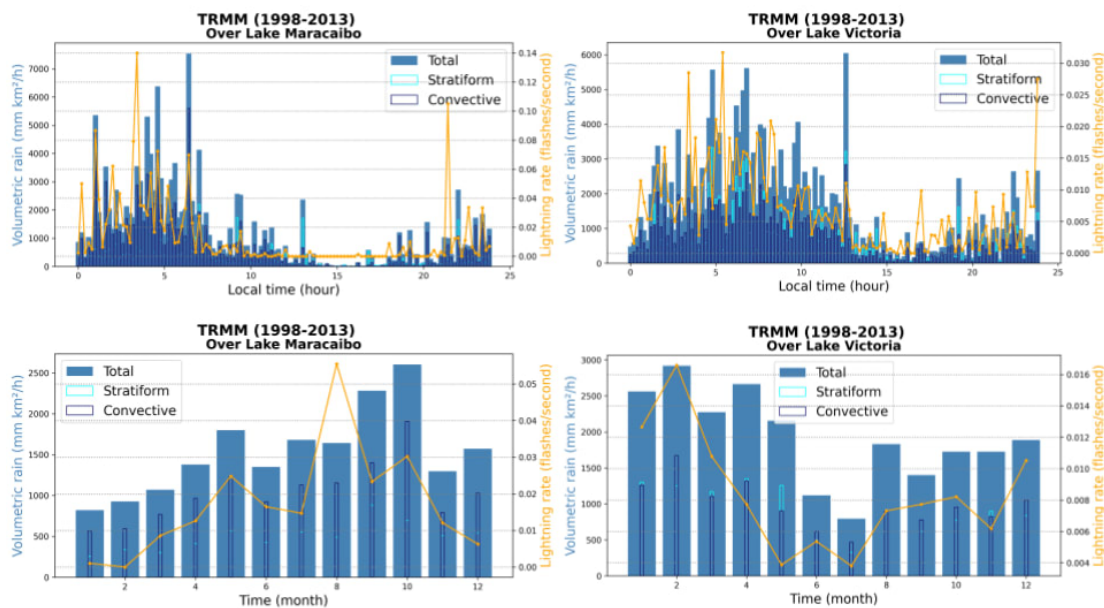 TRMM (1998-2013)
Over Lake Maracaibo
Volumetric rain (mm km²/h)
7000
6000
5000
4000
3000
2000
1000
0
Total
Stratiform
Convective
0.14
0.12
0.10
0.08
0.06
0.04
0.02
0.00
Lightning rate (flashes/second)
0 5 10 15 20 25
Local time (hour)
TRMM (1998-2013)
Over Lake Victoria
Volumetric rain (mm km²/h)
6000
5000
4000
3000
2000
1000
0
Total
Stratiform
Convective
0.030
0.025
0.020
0.015
0.010
0.005
0.000
Lightning rate (flashes/second)
0 5 10 15 20 25
Local time (hour)
TRMM (1998-2013)
Over Lake Maracaibo
Volumetric rain (mm km²/h)
2500
2000
1500
1000
500
0
Total
Stratiform
Convective
0.05
0.04
0.03
0.02
0.01
0.00
Lightning rate (flashes/second)
2 4 6 8 10 12
Time (month)
TRMM (1998-2013)
Over Lake Victoria
Volumetric rain (mm km²/h)
3000
2500
2000
1500
1000
500
0
Total
Stratiform
Convective
0.016
0.014
0.012
0.010
0.008
0.006
0.004
Lightning rate (flashes/second)
2 4 6 8 10 12
Time (month)